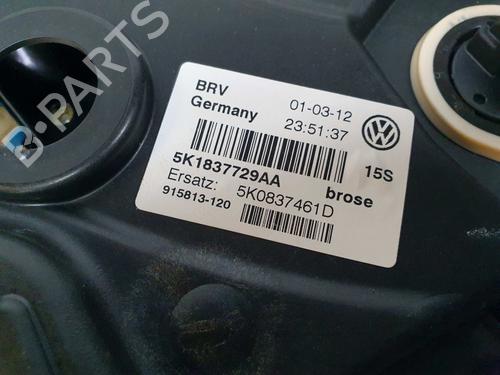 BRV
Germany
01-03-12
23:51:37
15S
5K1837729AA
brose
Ersatz: 5K0837461D
915813-120
B-PARTS